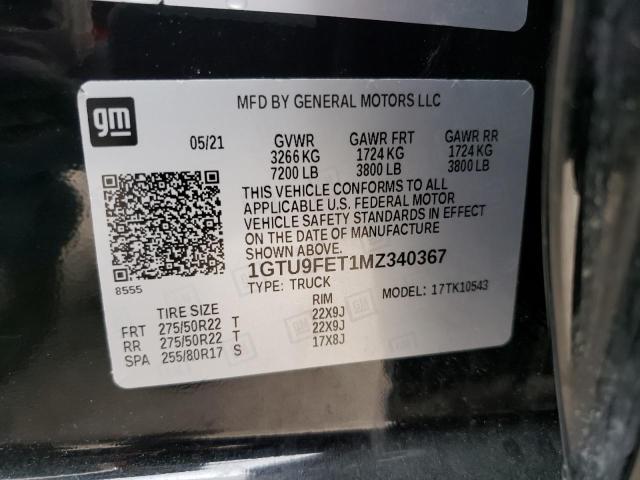 gm
MFD BY GENERAL MOTORS LLC
05/21 GVWR GAWR FRT GAWR RR
3266 KG 1724 KG 1724 KG
7200 LB 3800 LB 3800 LB
THIS VEHICLE CONFORMS TO ALL
APPLICABLE U.S. FEDERAL MOTOR
VEHICLE SAFETY STANDARDS IN EFFECT
ON THE DATE OF MANUFACTURE
SHOWN ABOVE.
8555
1GTU9FET1MZ340367
TYPE: TRUCK MODEL: 17TK10543
TIRE SIZE RIM
FRT 275/50R22 T 22X9J
RR 275/50R22 T 22X9J
SPA 255/80R17 S 17X8J